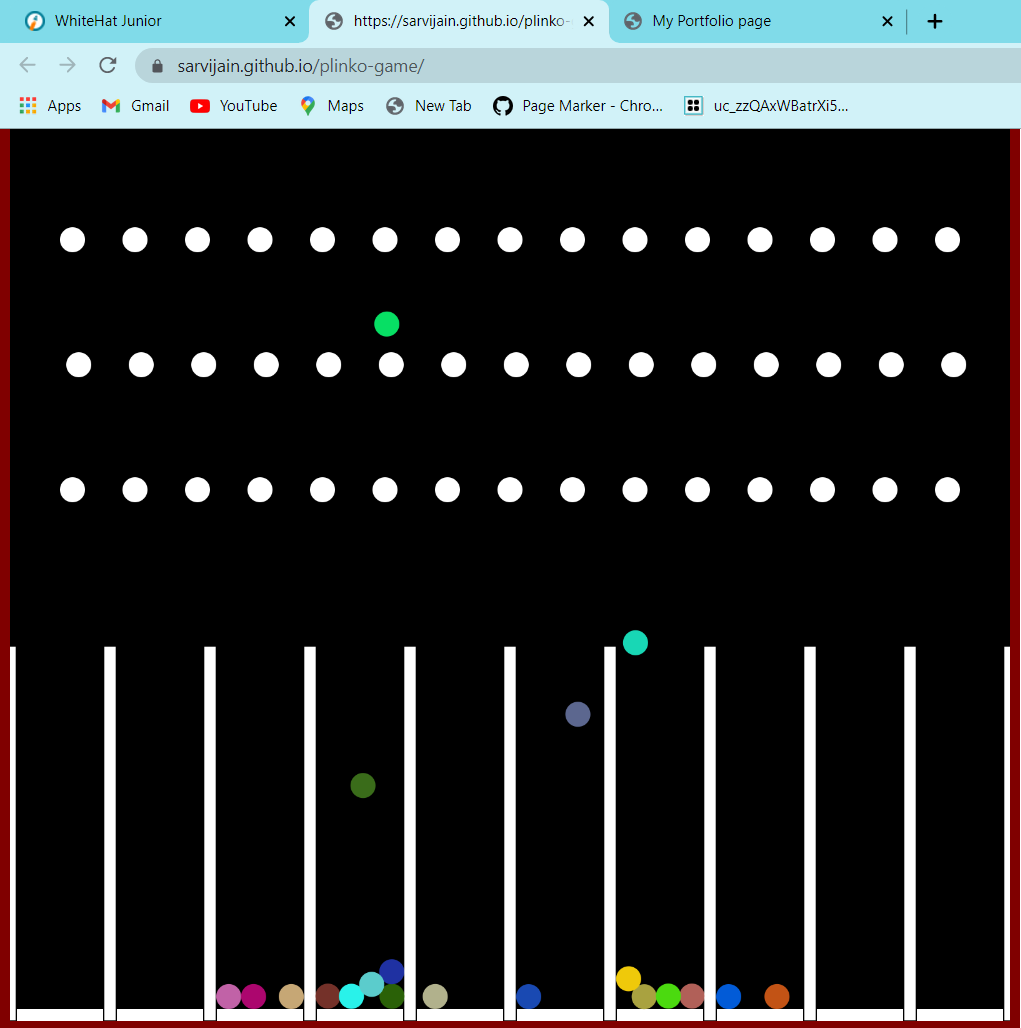 WhiteHat Junior
https://sarvijain.github.io/plinko-
My Portfolio page
sarvijain.github.io/plinko-game/
Apps
Gmail
YouTube
Maps
New Tab
Page Marker - Chro...
uc_zzQAxWBatrXi5...